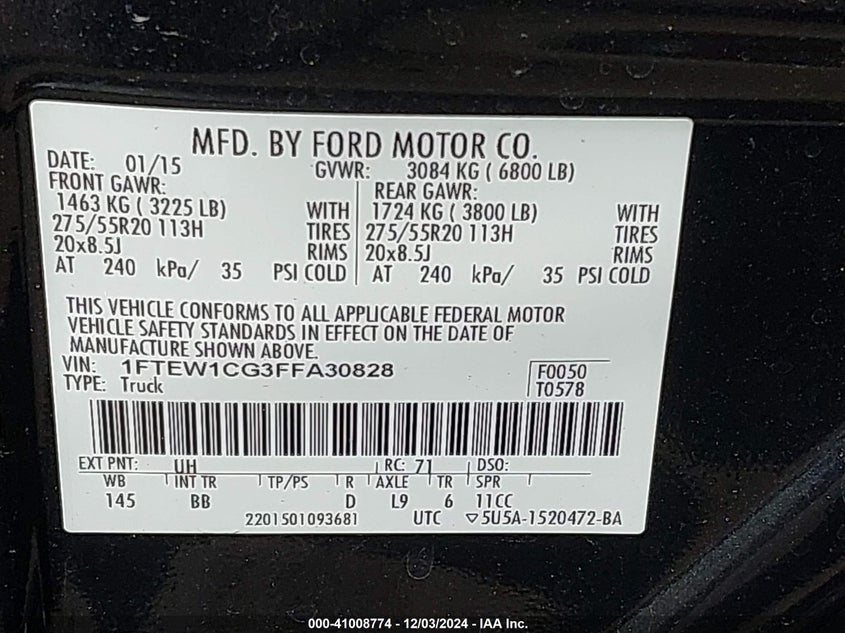 MFD. BY FORD MOTOR CO.
DATE: 01/15 GVWR: 3084 KG ( 6800 LB)
FRONT GAWR: REAR GAWR:
1463 KG ( 3225 LB) WITH 1724 KG ( 3800 LB) WITH
275/55R20 113H TIRES 275/55R20 113H TIRES
20x8.5J RIMS 20x8.5J RIMS
AT 240 kPa/ 35 PSI COLD AT 240 kPa/ 35 PSI COLD
THIS VEHICLE CONFORMS TO ALL APPLICABLE FEDERAL MOTOR
VEHICLE SAFETY STANDARDS IN EFFECT ON THE DATE OF
MANUFACTURE SHOWN ABOVE.
VIN: 1FTEW1CG3FFA30828 F0050
TYPE: Truck T0578
EXT PNT: UH RC: 71 DSO:
WB INT TR TP/PS R AXLE TR SPR
145 BB D L9 6 11CC
2201501093681 UTC ▽5U5A-1520472-BA
000-41008774 - 12/03/2024 - IAA Inc.